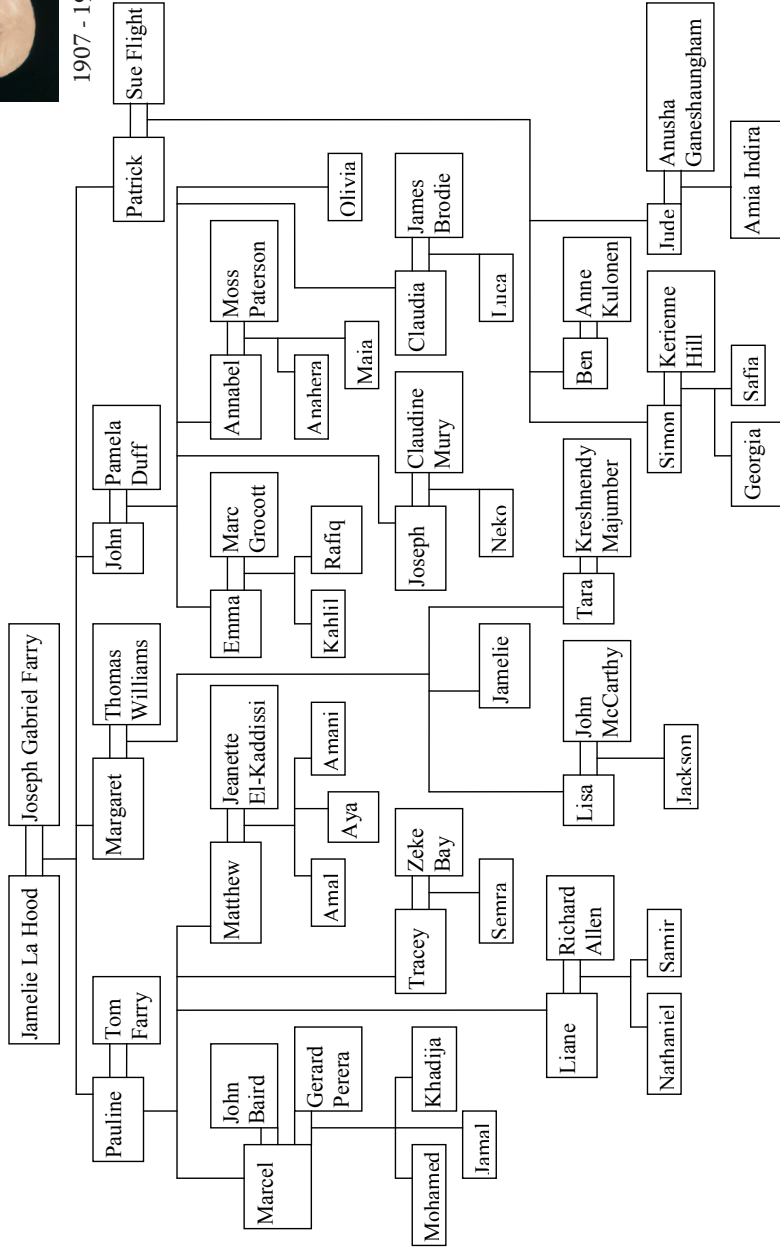 1907 - 19
Jamelie La Hood
Joseph Gabriel Farry
Pauline
Tom
Farry
Margaret
Thomas
Williams
John
Pamela
Duff
Patrick
Sue Flight
Marcel
John
Baird
Gerard
Perera
Mohamed
Khadija
Jamal
Matthew
Jeanette
El-Kaddissi
Amal
Aya
Amani
Tracey
Zeke
Bay
Semra
Liane
Richard
Allen
Nathaniel
Samir
Lisa
John
McCarthy
Jackson
Jamelie
Tara
Kreshnendy
Majumber
Emma
Marc
Grocott
Kahlil
Rafiq
Joseph
Claudine
Mury
Neko
Annabel
Moss
Paterson
Anahera
Maia
Claudia
James
Brodie
Luca
Olivia
Simon
Kerienne
Hill
Georgia
Safia
Ben
Anne
Kulonen
Jude
Anusha
Ganeshaungham
Amia Indira